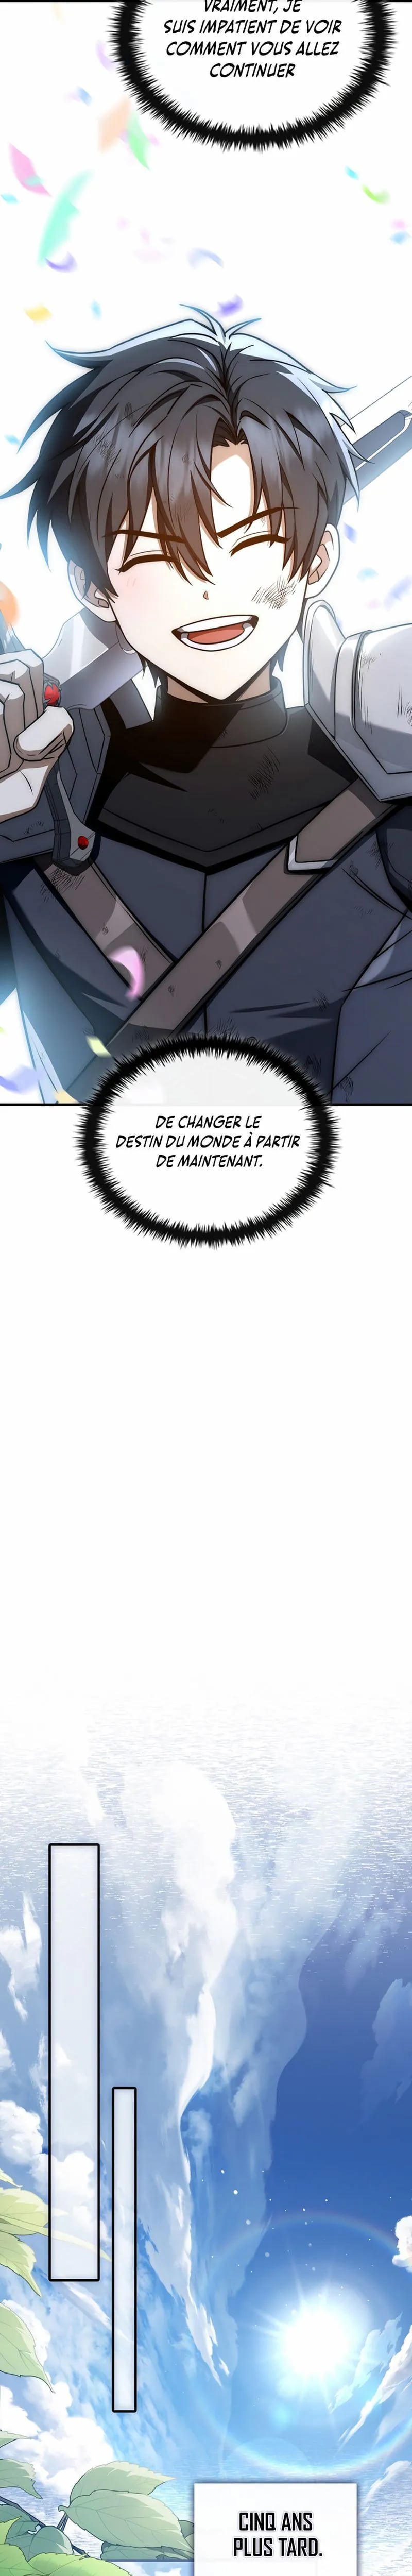 VRAIMENT, JE
SUIS IMPATIENT DE VOIR
COMMENT VOUS ALLEZ
CONTINUER
DE CHANGER LE
DESTIN DU MONDE À PARTIR
DE MAINTENANT.
CINQ ANS
PLUS TARD.